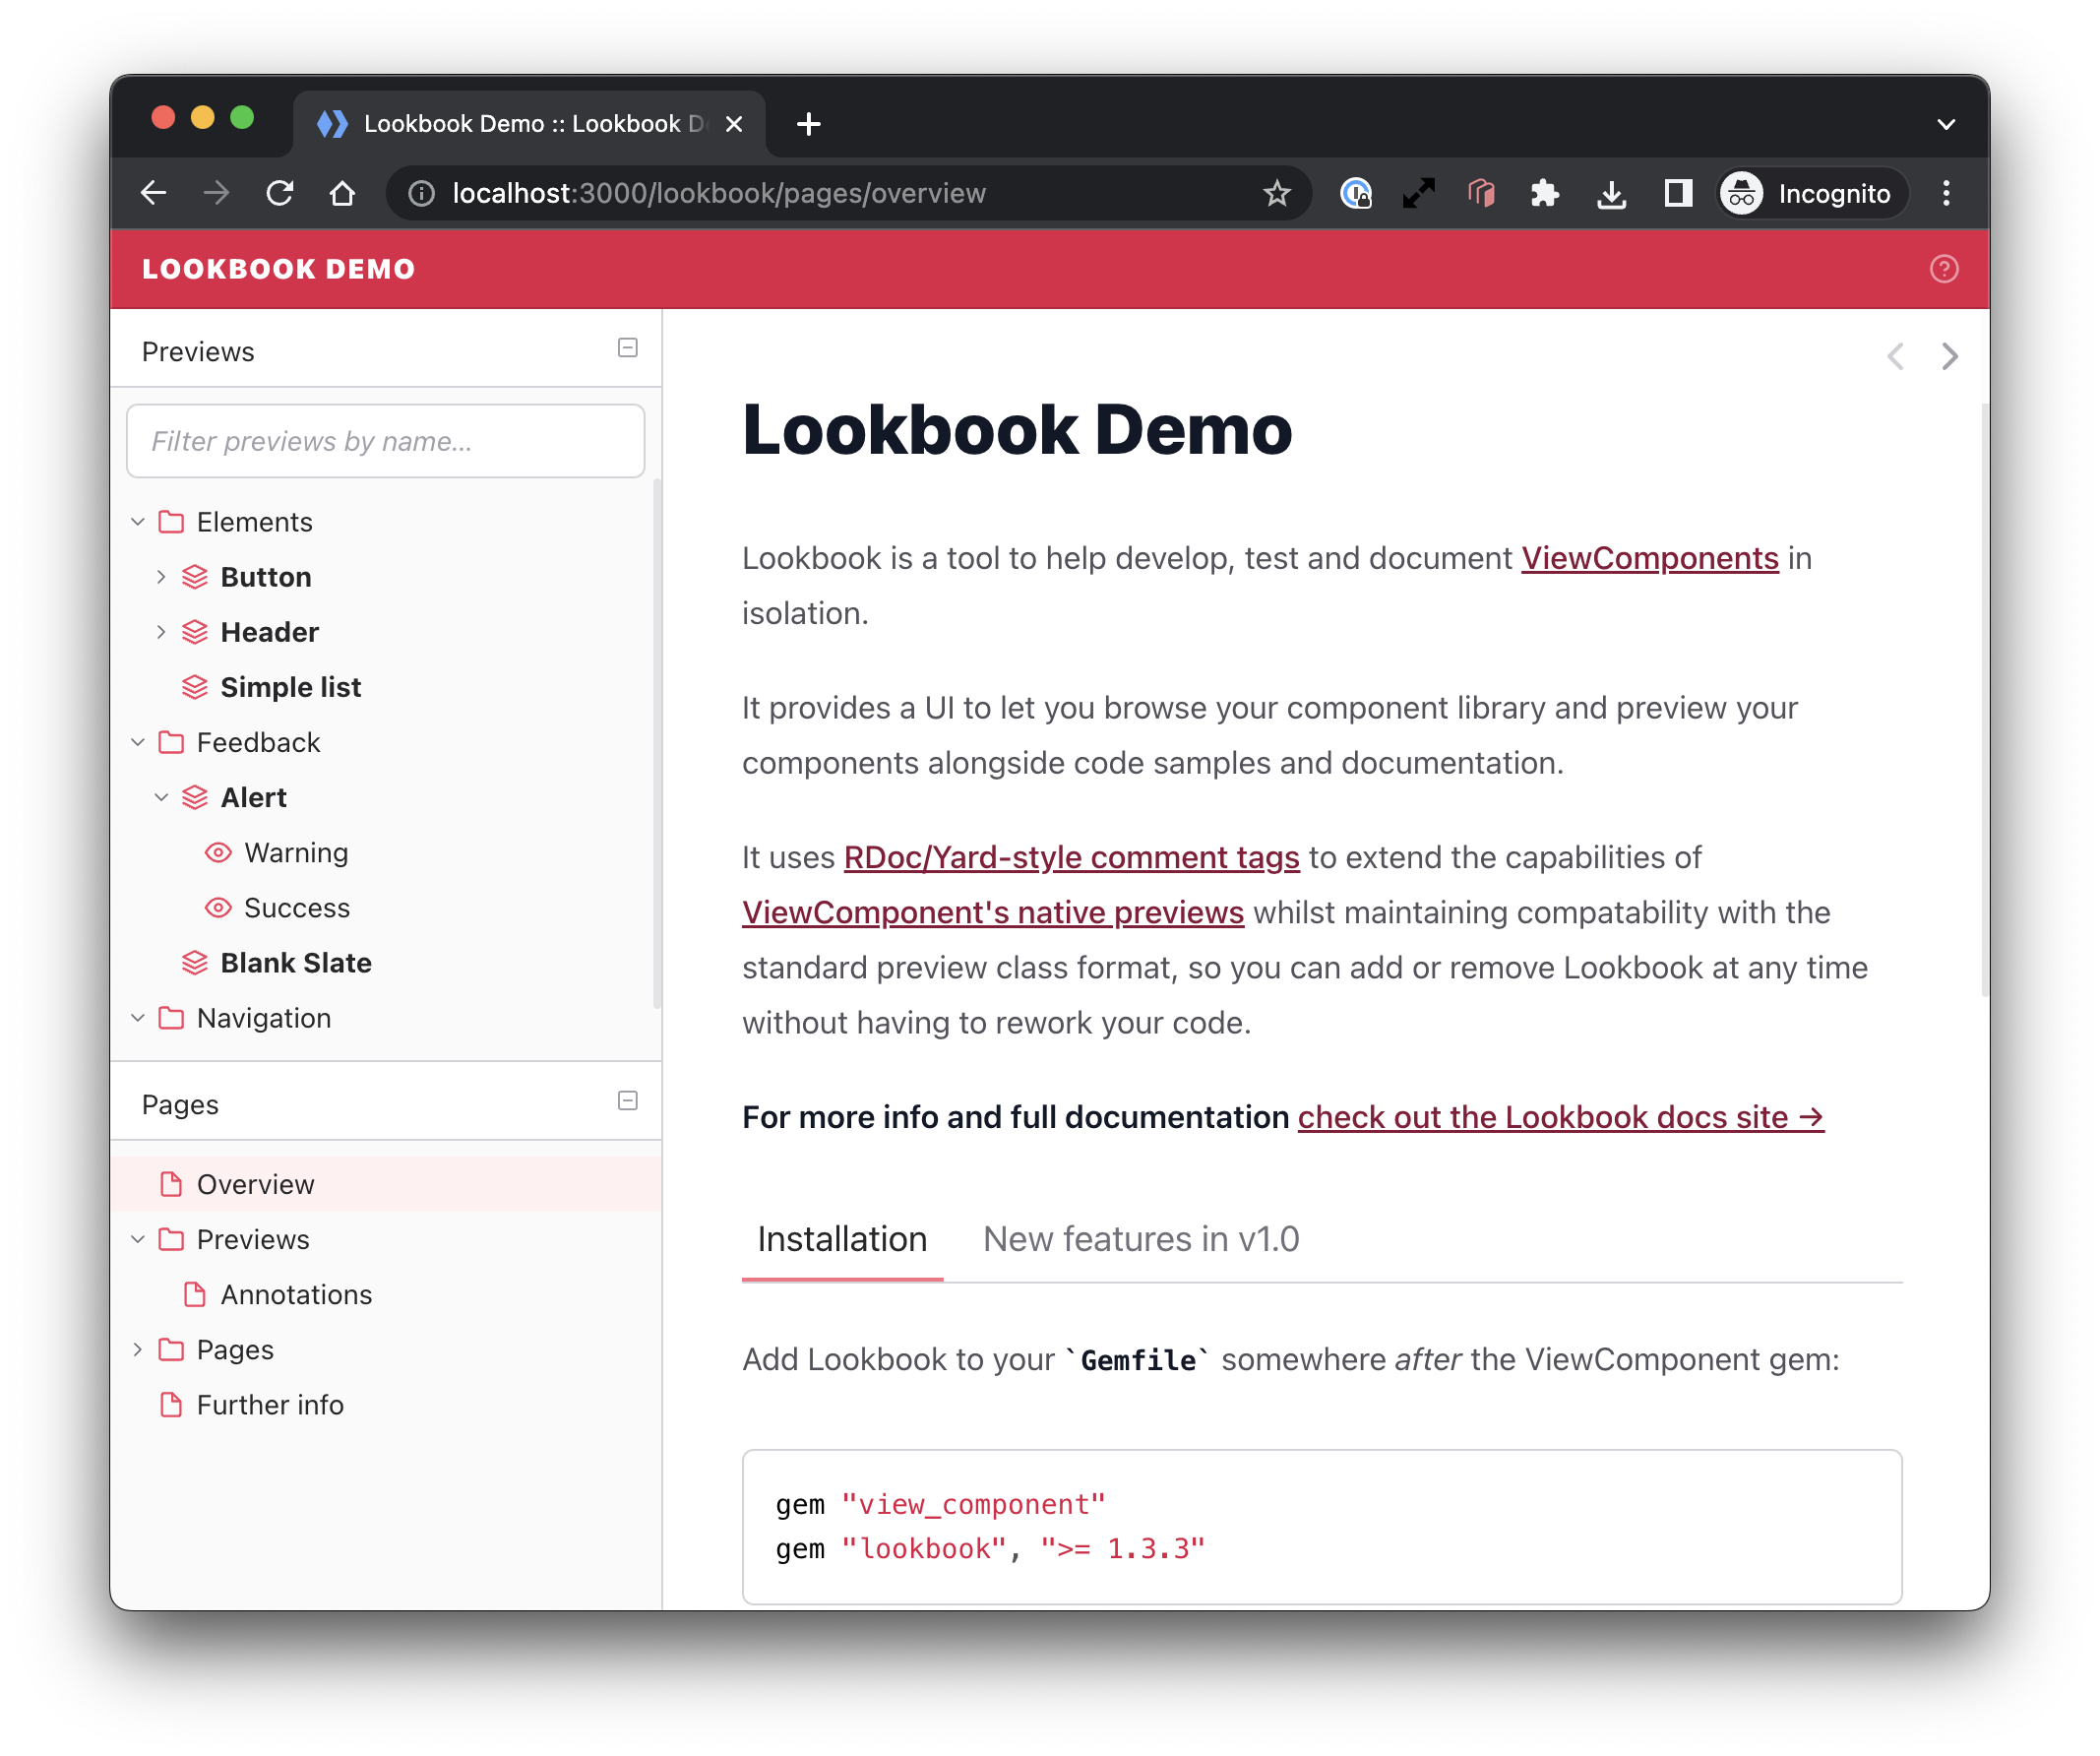 Lookbook Demo :: Lookbook D
localhost:3000/lookbook/pages/overview
Incognito
LOOKBOOK DEMO
Previews
Filter previews by name...
Elements
Button
Header
Simple list
Feedback
Alert
Warning
Success
Blank Slate
Navigation
Pages
Overview
Previews
Annotations
Pages
Further info
Lookbook Demo
Lookbook is a tool to help develop, test and document ViewComponents in
isolation.
It provides a UI to let you browse your component library and preview your
components alongside code samples and documentation.
It uses RDoc/Yard-style comment tags to extend the capabilities of
ViewComponent's native previews whilst maintaining compatability with the
standard preview class format, so you can add or remove Lookbook at any time
without having to rework your code.
For more info and full documentation check out the Lookbook docs site →
Installation New features in v1.0
Add Lookbook to your `Gemfile` somewhere after the ViewComponent gem:
gem "view_component"
gem "lookbook", ">= 1.3.3"